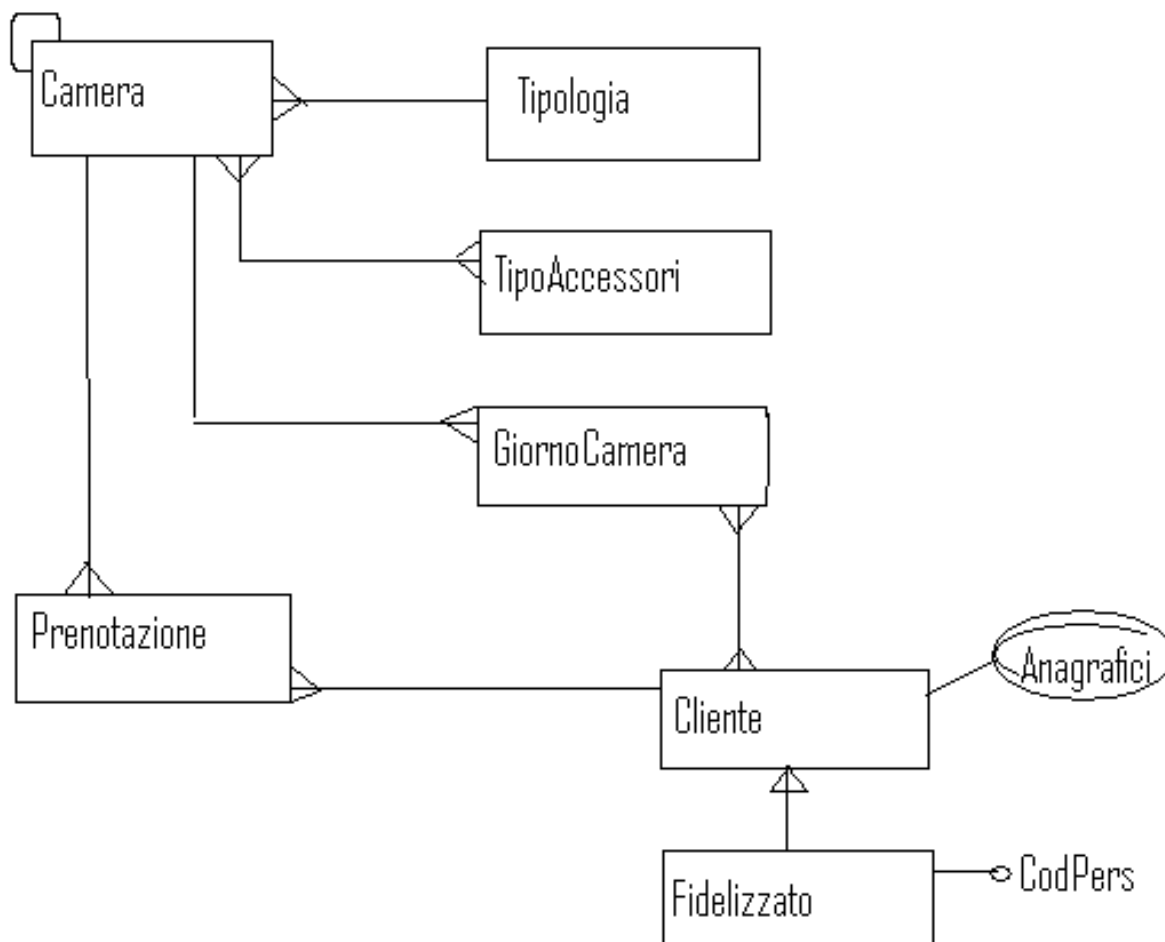 Camera
Tipologia
TipoAccessori
GiornoCamera
Prenotazione
Anagrafici
Cliente
CodPers
Fidelizzato